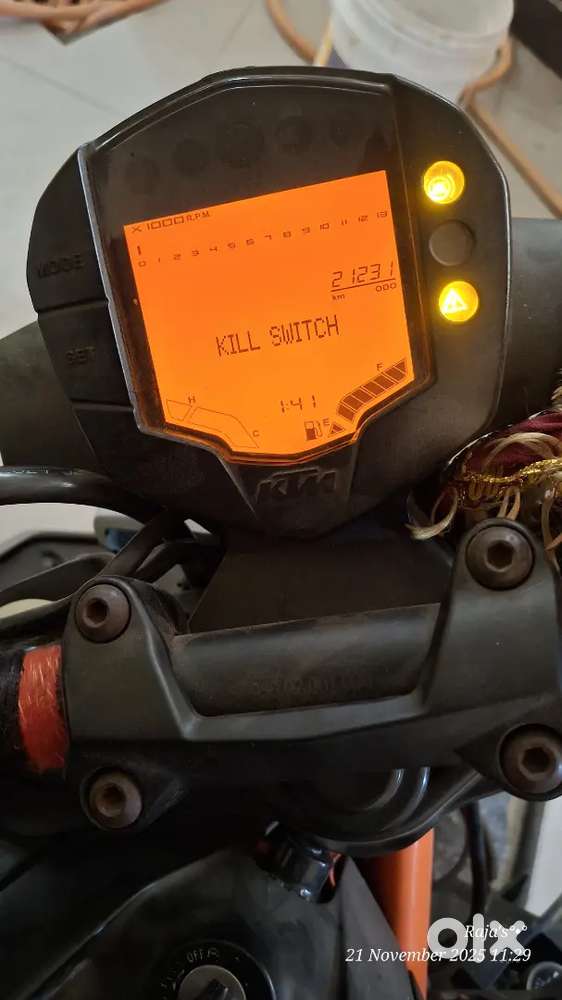 X1000 R.P.M
0 1 2 3 4 5 6 7 8 9 10 11 12 13
MODE
21231
km 000
KILL SWITCH
SET
H
F
1:41
E
C
KTM
OFF
Raja's
olx
21 November 2025 11:29